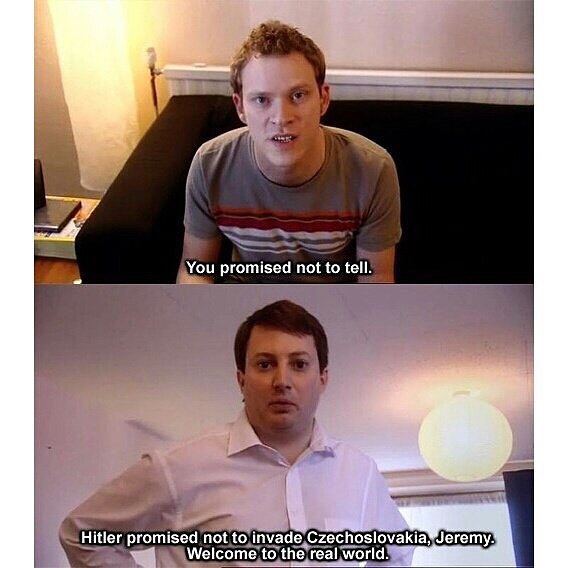 You promised not to tell.
Hitler promised not to invade Czechoslovakia, Jeremy.
Welcome to the real world.